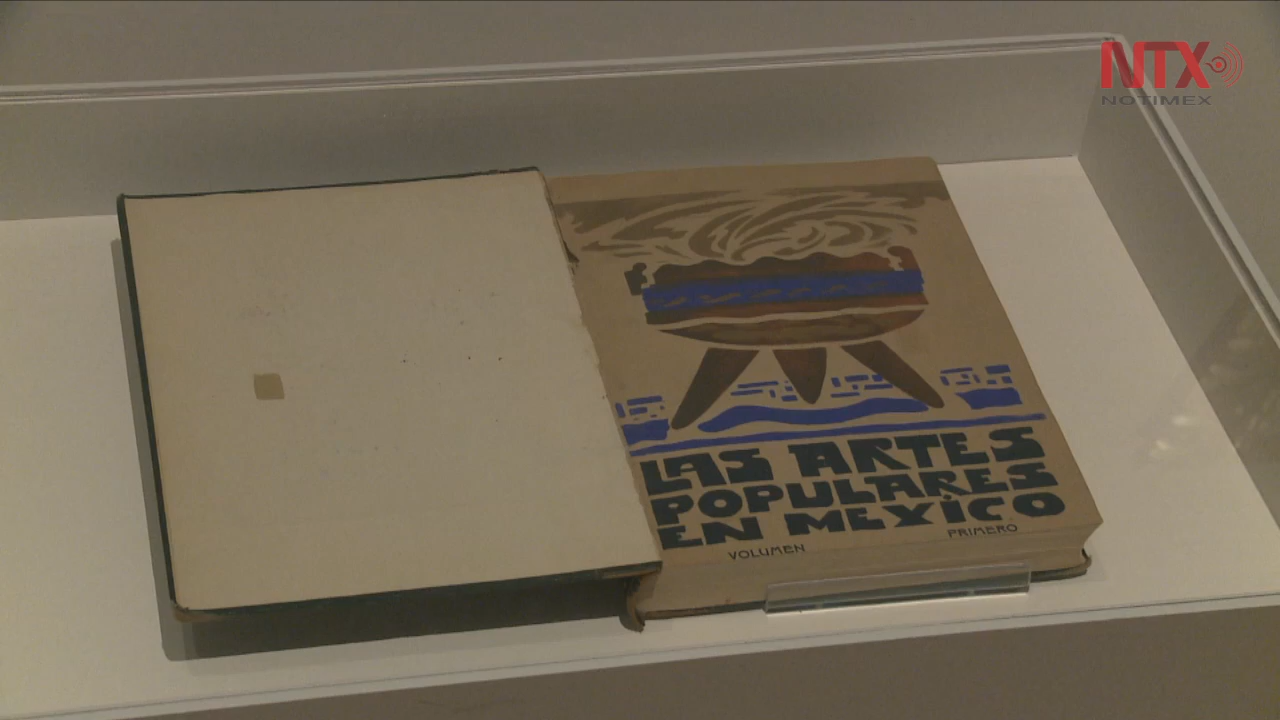 NTX
NOTIMEX
LAS ARTES
POPULARES
EN MEXICO
VOLUMEN PRIMERO